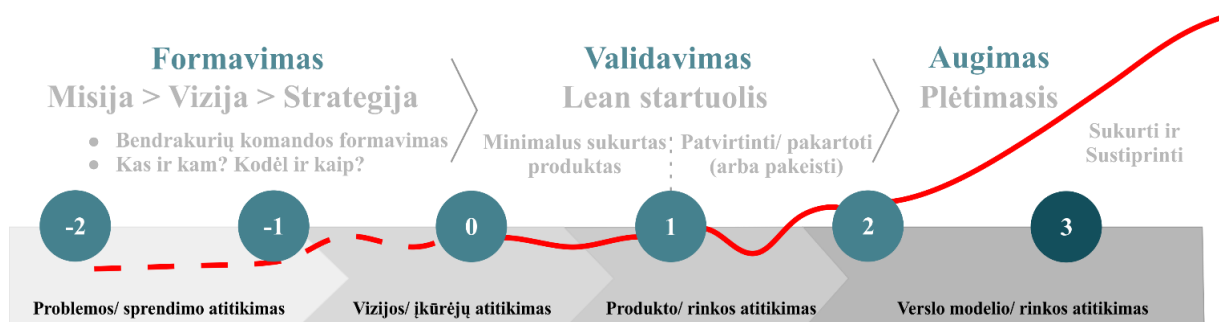 Formavimas
Misija > Vizija > Strategija
● Bendrakurių komandos formavimas
● Kas ir kam? Kodėl ir kaip?
Validavimas
Lean startuolis
Minimalus sukurtas
produktas
Patvirtinti/ pakartoti
(arba pakeisti)
Augimas
Plėtimasis
Sukurti ir
Sustiprinti
-2
-1
0
1
2
3
Problemos/ sprendimo atitikimas
Vizijos/ įkūrėjų atitikimas
Produkto/ rinkos atitikimas
Verslo modelio/ rinkos atitikimas